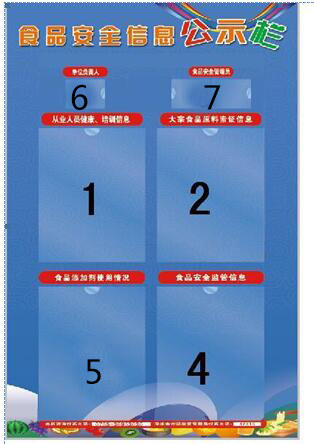 食品安全信息公示栏
单位负责人 食品安全管理员
6 7
从业人员健康、培训信息 大宗食品原料索证信息
1 2
食品添加剂使用情况 食品安全监管信息
5 4